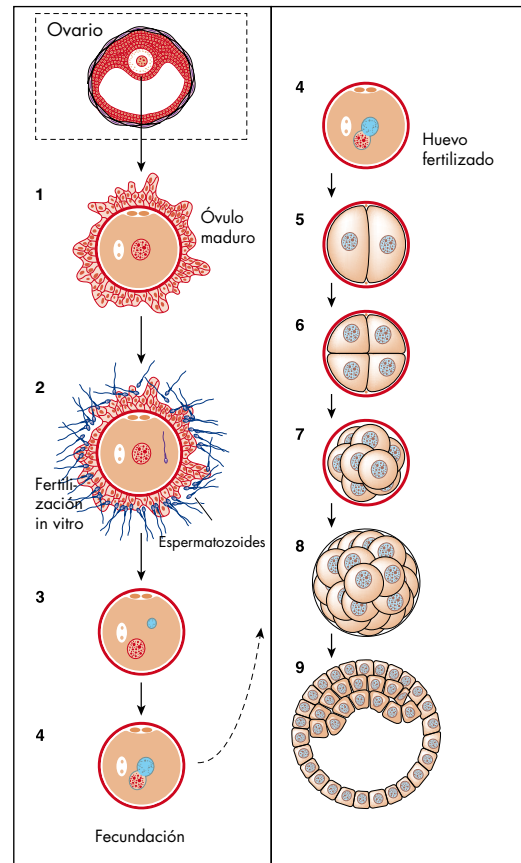 Ovario
1
Óvulo
maduro
2
Fertili-
zación
in vitro
Espermatozoides
3
4
Fecundación
4
Huevo
fertilizado
5
6
7
8
9